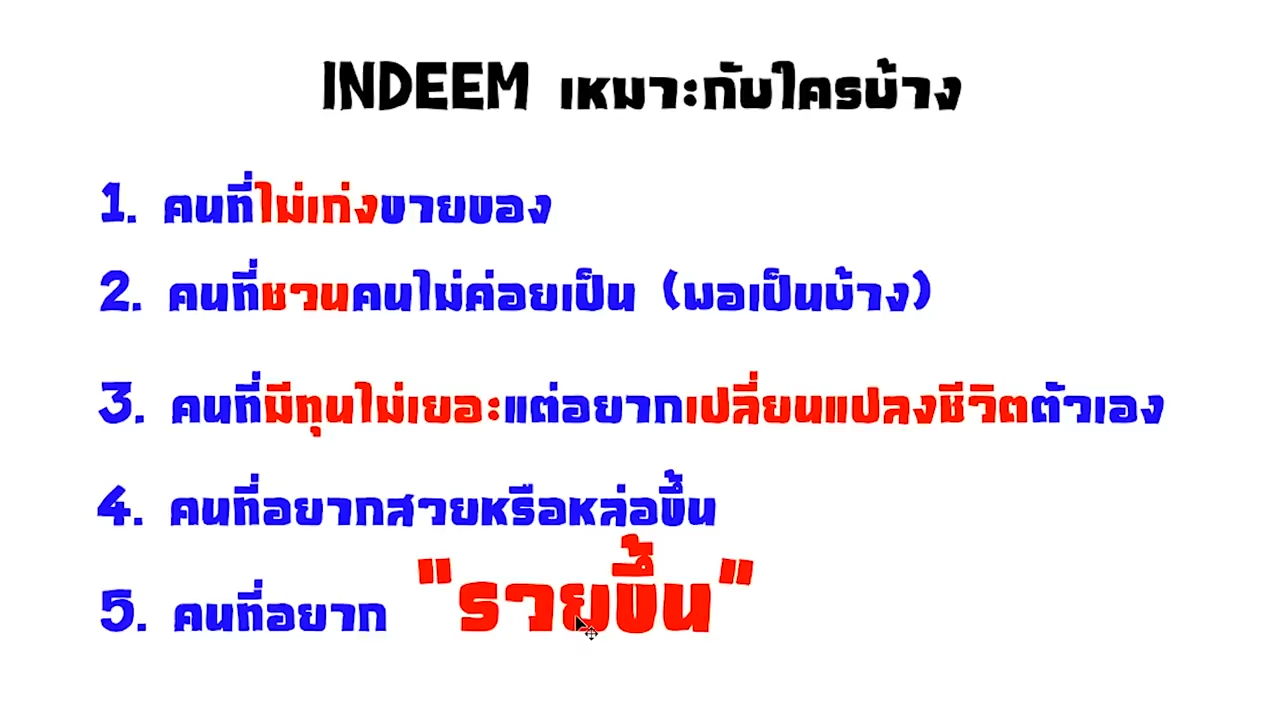 INDEEM เหมาะกับใครบ้าง
1. คนที่ไม่เก่งขายของ
2. คนที่ชวนคนไม่ค่อยเป็น (พอเป็นบ้าง)
3. คนที่มีทุนไม่เยอะแต่อยากเปลี่ยนแปลงชีวิตตัวเอง
4. คนที่อยากสวยหรือหล่อขึ้น
5. คนที่อยาก "รวยขึ้น"